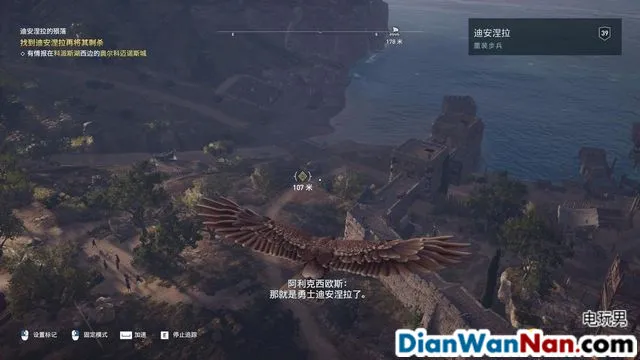 迪安涅拉的殒落
找到迪安涅拉再将其刺杀
有情报在科派斯湖西边的奥尔科迈诺斯城
178 米
迪安涅拉
重装步兵
39
107 米
阿利克西欧斯：
那就是勇士迪安涅拉了。
设置标记
固定模式
加速
E 停止追踪
电玩男
DianWanNan.com